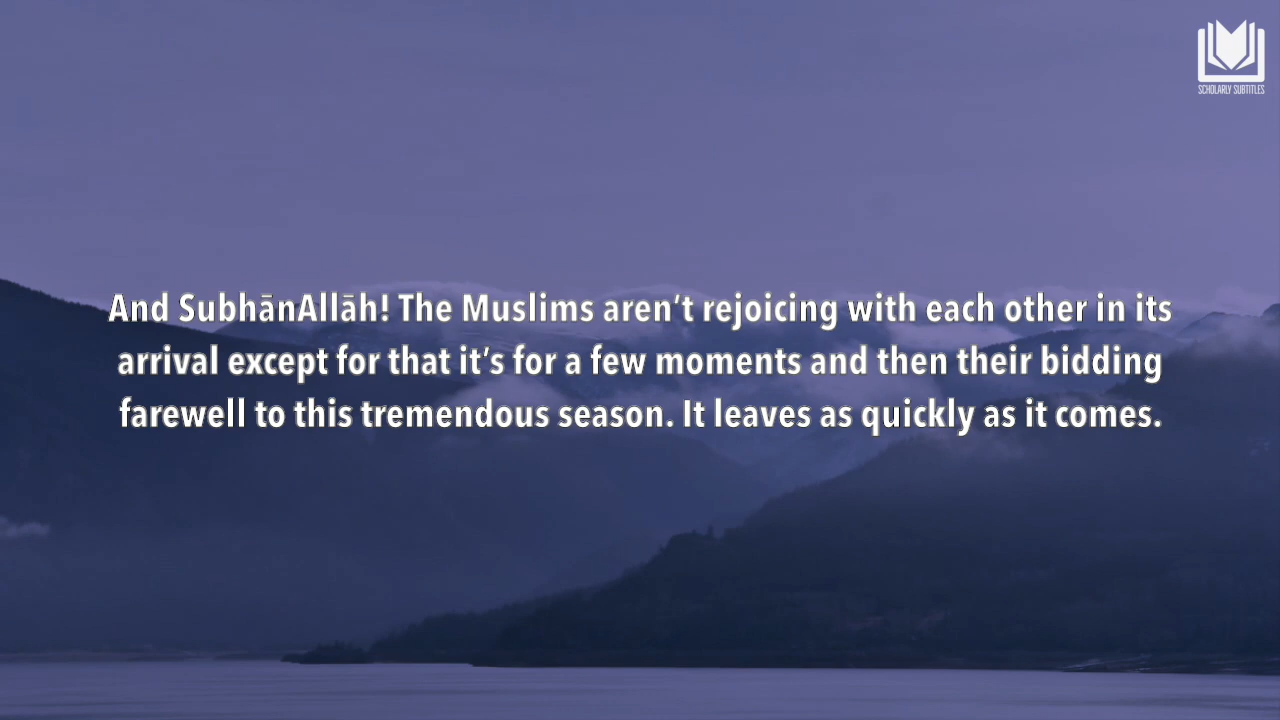 SCHOLARLY SUBTITLES
And SubhānAllāh! The Muslims aren’t rejoicing with each other in its
arrival except for that it’s for a few moments and then their bidding
farewell to this tremendous season. It leaves as quickly as it comes.